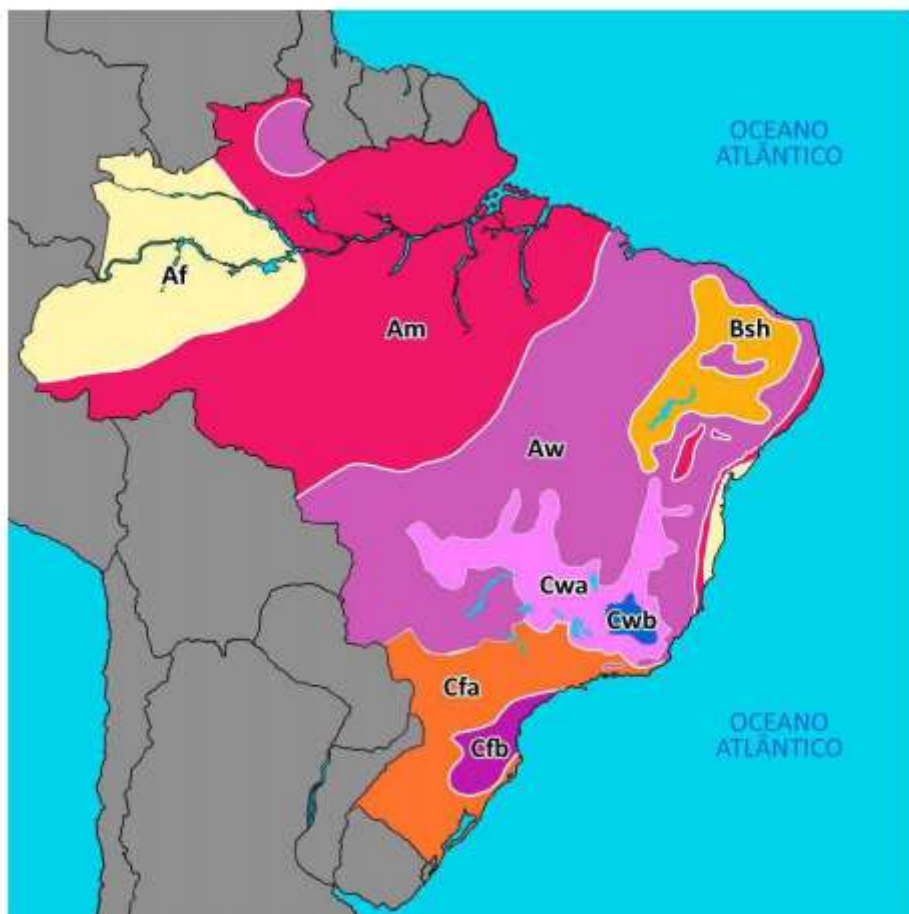 OCEANO
ATLÂNTICO
Af
Am
Bsh
Aw
Cwa
Cwb
Cfa
Cfb
OCEANO
ATLÂNTICO